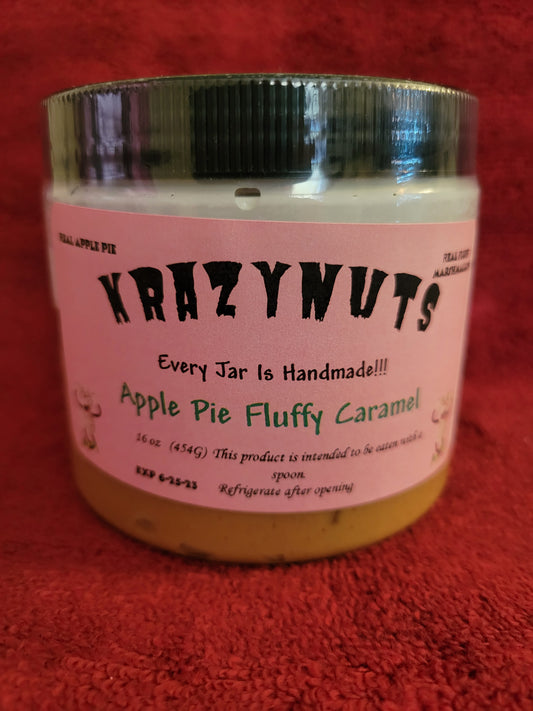 REAL APPLE PIE
REAL FLUFF
MARSHMALLOW
KRAZYNUTS
Every Jar Is Handmade!!!
Apple Pie Fluffy Caramel
16 oz (454G) This product is intended to be eaten with a
spoon.
EXP 6-25-23
Refrigerate after opening